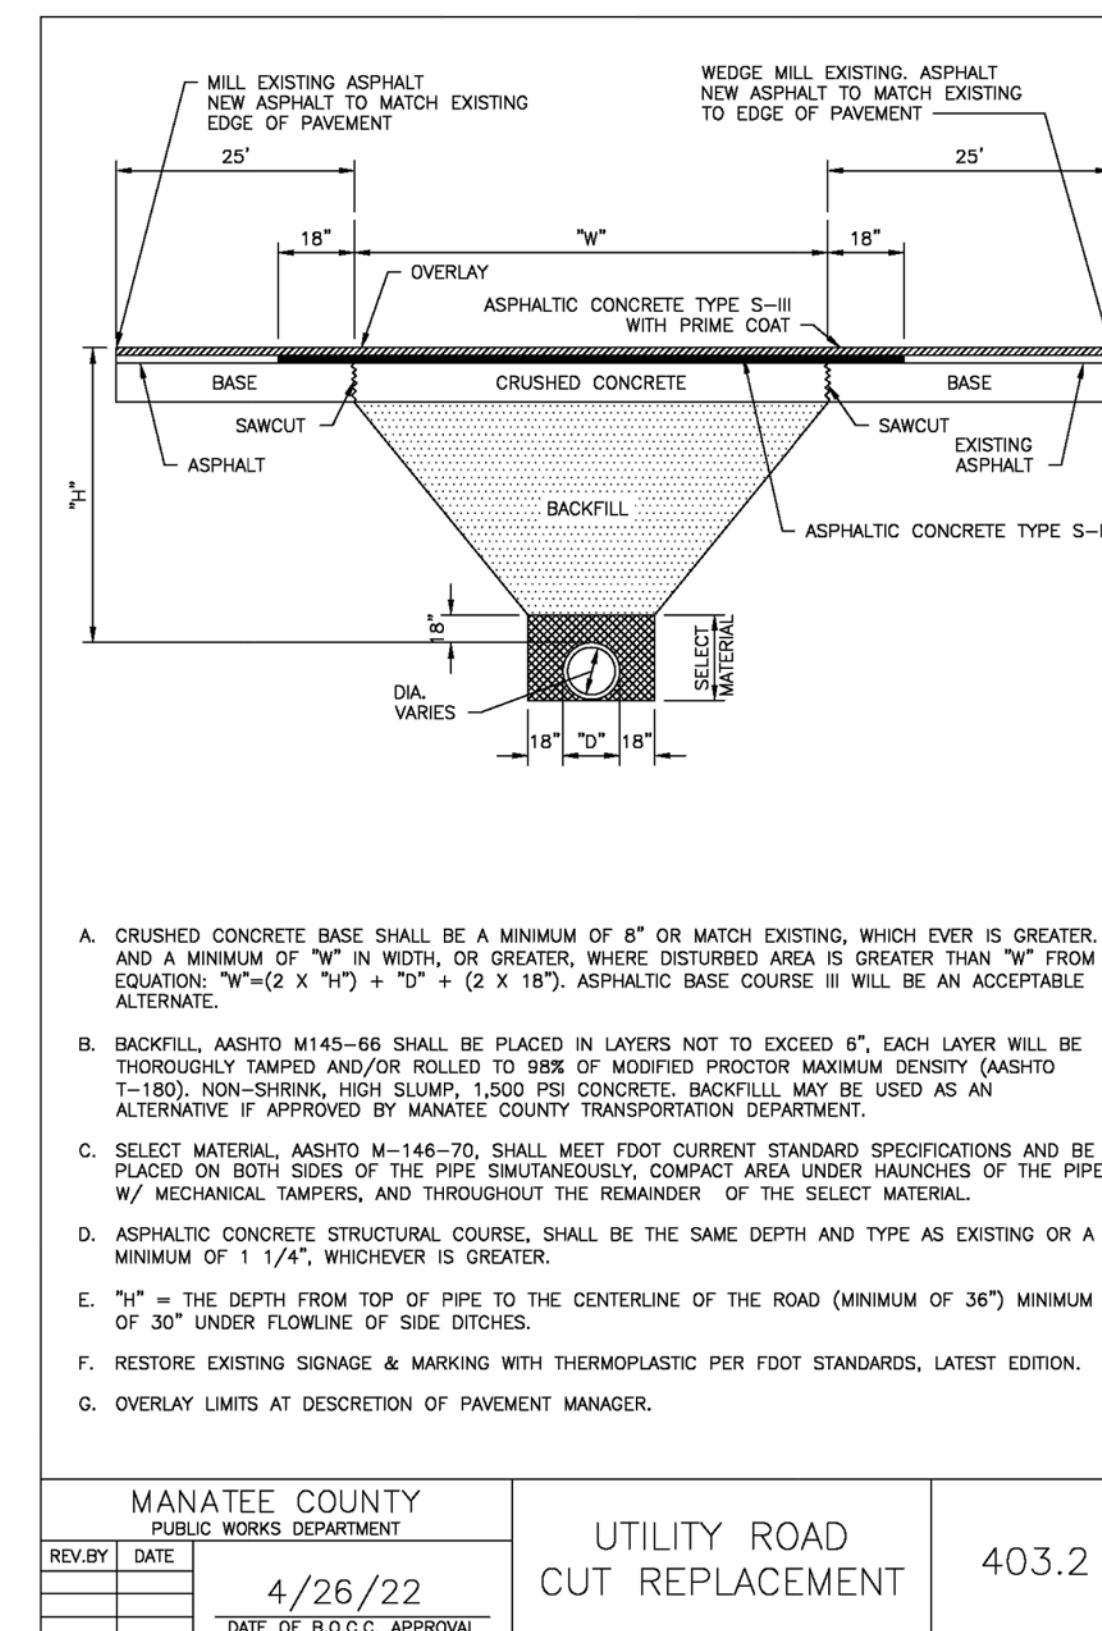 MILL EXISTING ASPHALT
NEW ASPHALT TO MATCH EXISTING
EDGE OF PAVEMENT
WEDGE MILL EXISTING. ASPHALT
NEW ASPHALT TO MATCH EXISTING
TO EDGE OF PAVEMENT
25'
25'
18"
"W"
18"
OVERLAY
ASPHALTIC CONCRETE TYPE S-III
WITH PRIME COAT
BASE
CRUSHED CONCRETE
BASE
SAWCUT
SAWCUT
ASPHALT
EXISTING
ASPHALT
"H"
BACKFILL
ASPHALTIC CONCRETE TYPE
18"
SELECT
MATERIAL
DIA.
VARIES
18"
"D"
18"
A. CRUSHED CONCRETE BASE SHALL BE A MINIMUM OF 8" OR MATCH EXISTING, WHICH EVER IS GREATER.
AND A MINIMUM OF "W" IN WIDTH, OR GREATER, WHERE DISTURBED AREA IS GREATER THAN "W" FROM
EQUATION: "W"=(2 X "H") + "D" + (2 X 18"). ASPHALTIC BASE COURSE III WILL BE AN ACCEPTABLE
ALTERNATE.
B. BACKFILL, AASHTO M145-66 SHALL BE PLACED IN LAYERS NOT TO EXCEED 6", EACH LAYER WILL BE
THOROUGHLY TAMPED AND/OR ROLLED TO 98% OF MODIFIED PROCTOR MAXIMUM DENSITY (AASHTO
T-180). NON-SHRINK, HIGH SLUMP, 1,500 PSI CONCRETE. BACKFILLL MAY BE USED AS AN
ALTERNATIVE IF APPROVED BY MANATEE COUNTY TRANSPORTATION DEPARTMENT.
C. SELECT MATERIAL, AASHTO M-146-70, SHALL MEET FDOT CURRENT STANDARD SPECIFICATIONS AND BE
PLACED ON BOTH SIDES OF THE PIPE SIMUTANEOUSLY, COMPACT AREA UNDER HAUNCHES OF THE PIPE
W/ MECHANICAL TAMPERS, AND THROUGHOUT THE REMAINDER OF THE SELECT MATERIAL.
D. ASPHALTIC CONCRETE STRUCTURAL COURSE, SHALL BE THE SAME DEPTH AND TYPE AS EXISTING OR A
MINIMUM OF 1 1/4", WHICHEVER IS GREATER.
E. "H" = THE DEPTH FROM TOP OF PIPE TO THE CENTERLINE OF THE ROAD (MINIMUM OF 36") MINIMUM
OF 30" UNDER FLOWLINE OF SIDE DITCHES.
F. RESTORE EXISTING SIGNAGE & MARKING WITH THERMOPLASTIC PER FDOT STANDARDS, LATEST EDITION.
G. OVERLAY LIMITS AT DESCRETION OF PAVEMENT MANAGER.
MANATEE COUNTY
PUBLIC WORKS DEPARTMENT
REV.BY
DATE
4/26/22
DATE OF B.O.C.C. APPROVAL
UTILITY ROAD
CUT REPLACEMENT
403.2